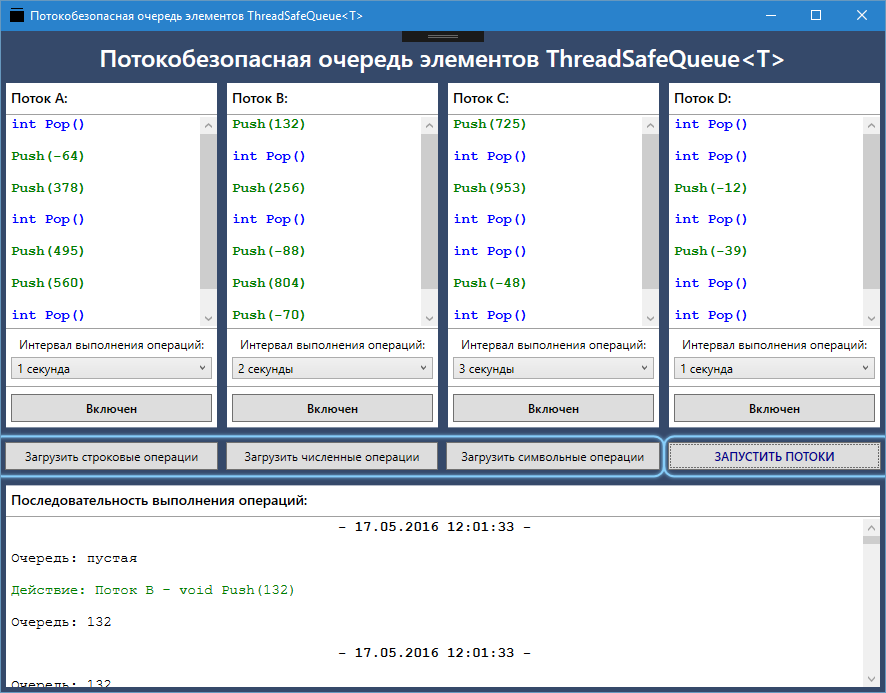 Потокобезопасная очередь элементов ThreadSafeQueue<T>
Потокобезопасная очередь элементов ThreadSafeQueue<T>
Поток A:
int Pop()
Push(-64)
Push(378)
int Pop()
Push(495)
Push(560)
int Pop()
Интервал выполнения операций:
1 секунда
Включен
Поток B:
Push(132)
int Pop()
Push(256)
int Pop()
Push(-88)
Push(804)
Push(-70)
Интервал выполнения операций:
2 секунды
Включен
Поток C:
Push(725)
int Pop()
Push(953)
int Pop()
int Pop()
Push(-48)
int Pop()
Интервал выполнения операций:
3 секунды
Включен
Поток D:
int Pop()
int Pop()
Push(-12)
int Pop()
Push(-39)
int Pop()
int Pop()
Интервал выполнения операций:
1 секунда
Включен
Загрузить строковые операции
Загрузить численные операции
Загрузить символьные операции
ЗАПУСТИТЬ ПОТОКИ
Последовательность выполнения операций:
- 17.05.2016 12:01:33 -
Очередь: пустая
Действие: Поток B - void Push(132)
Очередь: 132
- 17.05.2016 12:01:33 -
Очередь: 132